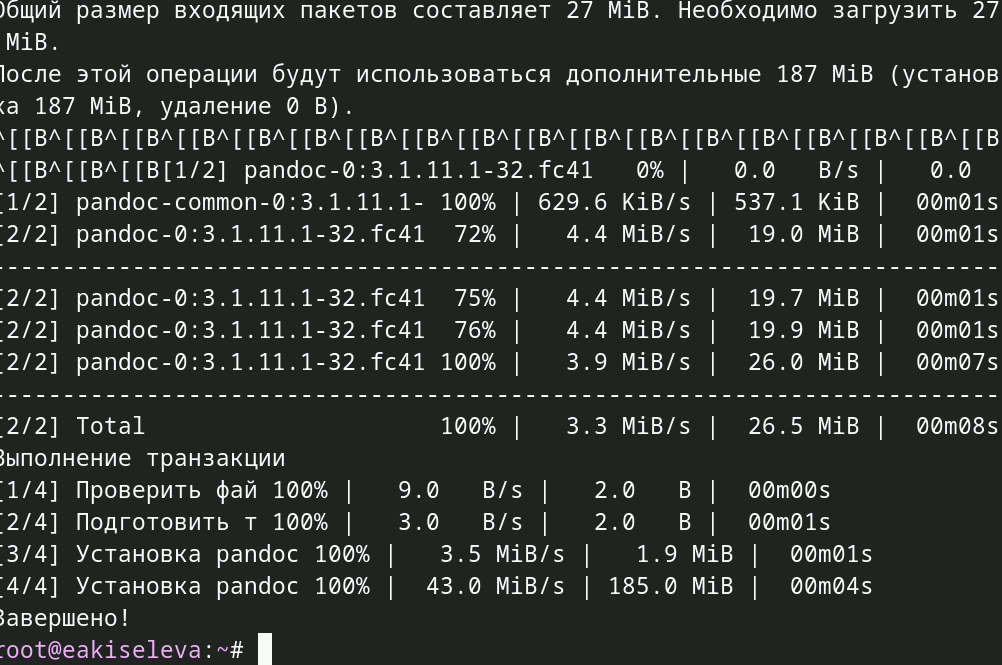 Общий размер входящих пакетов составляет 27 MiB. Необходимо загрузить 27
MiB.
После этой операции будут использоваться дополнительные 187 MiB (установ
ка 187 MiB, удаление 0 B).
^[[B^[[B^[[B^[[B^[[B^[[B^[[B^[[B^[[B^[[B^[[B^[[B^[[B^[[B^[[B^[[B^[[B^[[B
^[[B^[[B^[[B[1/2] pandoc-0:3.1.11.1-32.fc41   0% |   0.0   B/s |   0.0
[1/2] pandoc-common-0:3.1.11.1- 100% | 629.6 KiB/s | 537.1 KiB |  00m01s
[2/2] pandoc-0:3.1.11.1-32.fc41  72% |   4.4 MiB/s |  19.0 MiB |  00m01s
------------------------------------------------------------------------
[2/2] pandoc-0:3.1.11.1-32.fc41  75% |   4.4 MiB/s |  19.7 MiB |  00m01s
[2/2] pandoc-0:3.1.11.1-32.fc41  76% |   4.4 MiB/s |  19.9 MiB |  00m01s
[2/2] pandoc-0:3.1.11.1-32.fc41 100% |   3.9 MiB/s |  26.0 MiB |  00m07s
------------------------------------------------------------------------
[2/2] Total                     100% |   3.3 MiB/s |  26.5 MiB |  00m08s
Выполнение транзакции
[1/4] Проверить фай 100% |   9.0   B/s |   2.0   B |  00m00s
[2/4] Подготовить т 100% |   3.0   B/s |   2.0   B |  00m01s
[3/4] Установка pandoc 100% |   3.5 MiB/s |   1.9 MiB |  00m01s
[4/4] Установка pandoc 100% |  43.0 MiB/s | 185.0 MiB |  00m04s
Завершено!
root@eakiseleva:~#